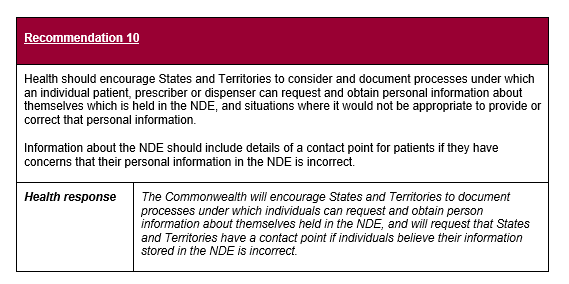 Recommendation 10
Health should encourage States and Territories to consider and document processes under which
an individual patient, prescriber or dispenser can request and obtain personal information about
themselves which is held in the NDE, and situations where it would not be appropriate to provide or
correct that personal information.
Information about the NDE should include details of a contact point for patients if they have
concerns that their personal information in the NDE is incorrect.
Health response
The Commonwealth will encourage States and Territories to document
processes under which individuals can request and obtain person
information about themselves held in the NDE, and will request that States
and Territories have a contact point if individuals believe their information
stored in the NDE is incorrect.